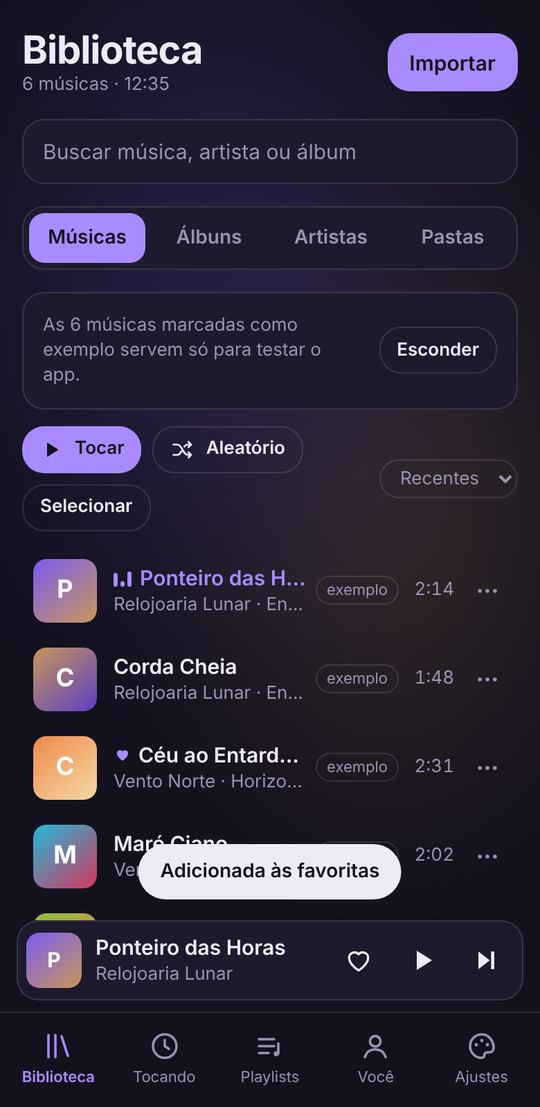 Biblioteca
6 músicas · 12:35
Importar
Buscar música, artista ou álbum
Músicas
Álbuns
Artistas
Pastas
As 6 músicas marcadas como
exemplo servem só para testar o
app.
Esconder
Tocar
Aleatório
Recentes
Selecionar
P
Ponteiro das H...
Relojoaria Lunar · En...
exemplo
2:14
C
Corda Cheia
Relojoaria Lunar · En...
exemplo
1:48
C
Céu ao Entard...
Vento Norte · Horizo...
exemplo
2:31
M
Maré Ciano
2:02
Adicionada às favoritas
P
Ponteiro das Horas
Relojoaria Lunar
Biblioteca
Tocando
Playlists
Você
Ajustes